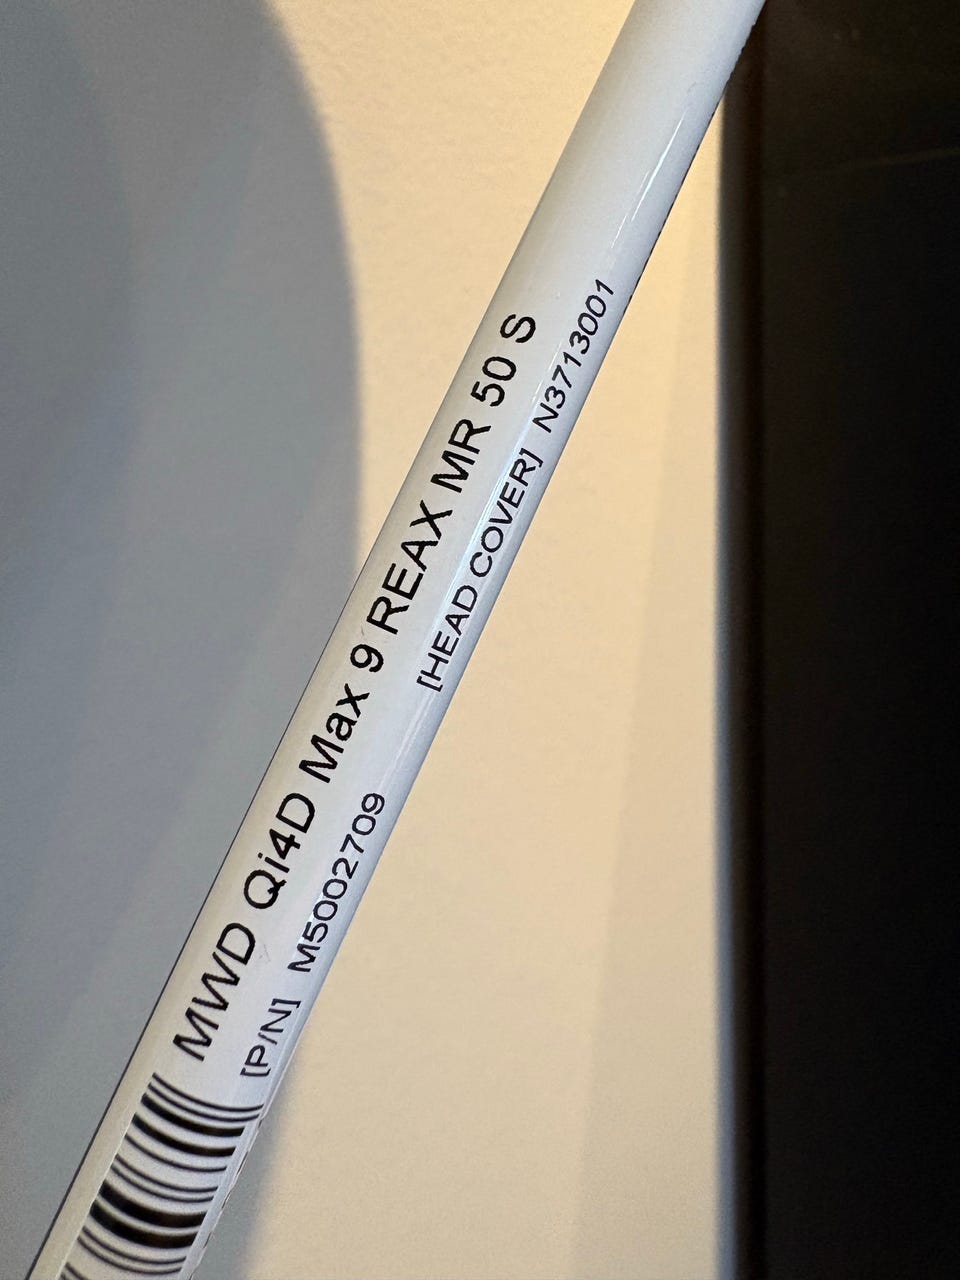 MWD Qi4D Max 9 REAX MR 50 S
[P/N] M5002709 [HEAD COVER] N3713001